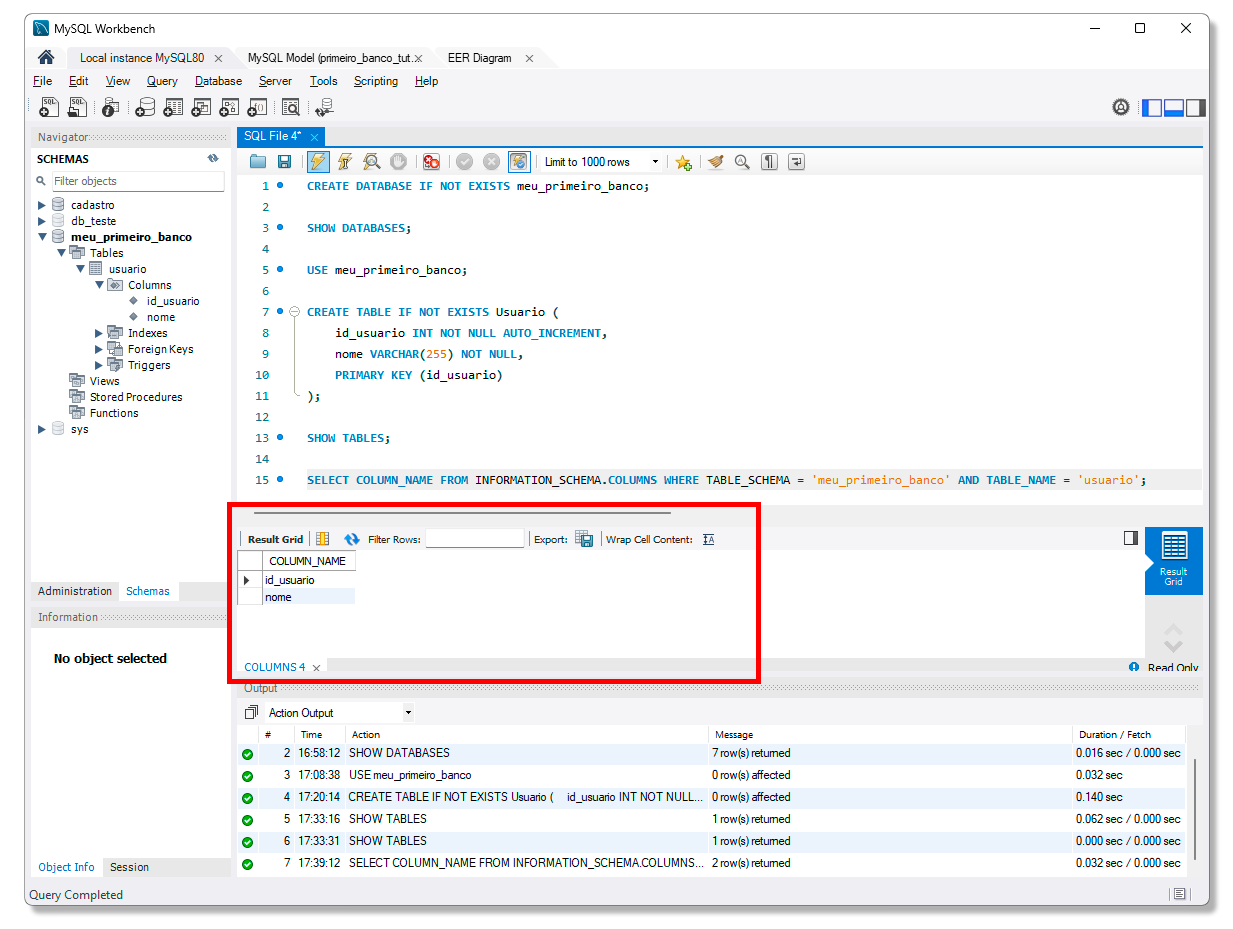 MySQL Workbench
Local instance MySQL80 MySQL Model (primeiro_banco_tut. EER Diagram
File Edit View Query Database Server Tools Scripting Help
Navigator
SCHEMAS
Filter objects
cadastro
db_teste
meu_primeiro_banco
Tables
usuario
Columns
id_usuario
nome
Indexes
Foreign Keys
Triggers
Views
Stored Procedures
Functions
sys
Administration Schemas
Information
No object selected
Object Info Session
SQL File 4*
Limit to 1000 rows
1 CREATE DATABASE IF NOT EXISTS meu_primeiro_banco;
2
3 SHOW DATABASES;
4
5 USE meu_primeiro_banco;
6
7 CREATE TABLE IF NOT EXISTS Usuario (
8 id_usuario INT NOT NULL AUTO_INCREMENT,
9 nome VARCHAR(255) NOT NULL,
10 PRIMARY KEY (id_usuario)
11 );
12
13 SHOW TABLES;
14
15 SELECT COLUMN_NAME FROM INFORMATION_SCHEMA.COLUMNS WHERE TABLE_SCHEMA = 'meu_primeiro_banco' AND TABLE_NAME = 'usuario';
Result Grid Filter Rows: Export: Wrap Cell Content:
COLUMN_NAME
id_usuario
nome
Result
Grid
COLUMNS 4
Read Only
Output
Action Output
# Time Action Message Duration / Fetch
2 16:58:12 SHOW DATABASES 7 row(s) returned 0.016 sec / 0.000 sec
3 17:08:38 USE meu_primeiro_banco 0 row(s) affected 0.032 sec
4 17:20:14 CREATE TABLE IF NOT EXISTS Usuario ( id_usuario INT NOT NULL... 0 row(s) affected 0.140 sec
5 17:33:16 SHOW TABLES 1 row(s) returned 0.062 sec / 0.000 sec
6 17:33:31 SHOW TABLES 1 row(s) returned 0.000 sec / 0.000 sec
7 17:39:12 SELECT COLUMN_NAME FROM INFORMATION_SCHEMA.COLUMNS... 2 row(s) returned 0.032 sec / 0.000 sec
Query Completed